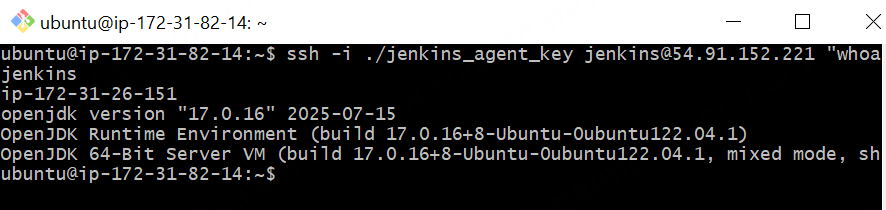 ubuntu@ip-172-31-82-14: ~
ubuntu@ip-172-31-82-14:~$ ssh -i ./jenkins_agent_key jenkins@54.91.152.221 "whoa
jenkins
ip-172-31-26-151
openjdk version "17.0.16" 2025-07-15
OpenJDK Runtime Environment (build 17.0.16+8-Ubuntu-0ubuntu122.04.1)
OpenJDK 64-Bit Server VM (build 17.0.16+8-Ubuntu-0ubuntu122.04.1, mixed mode, sh
ubuntu@ip-172-31-82-14:~$